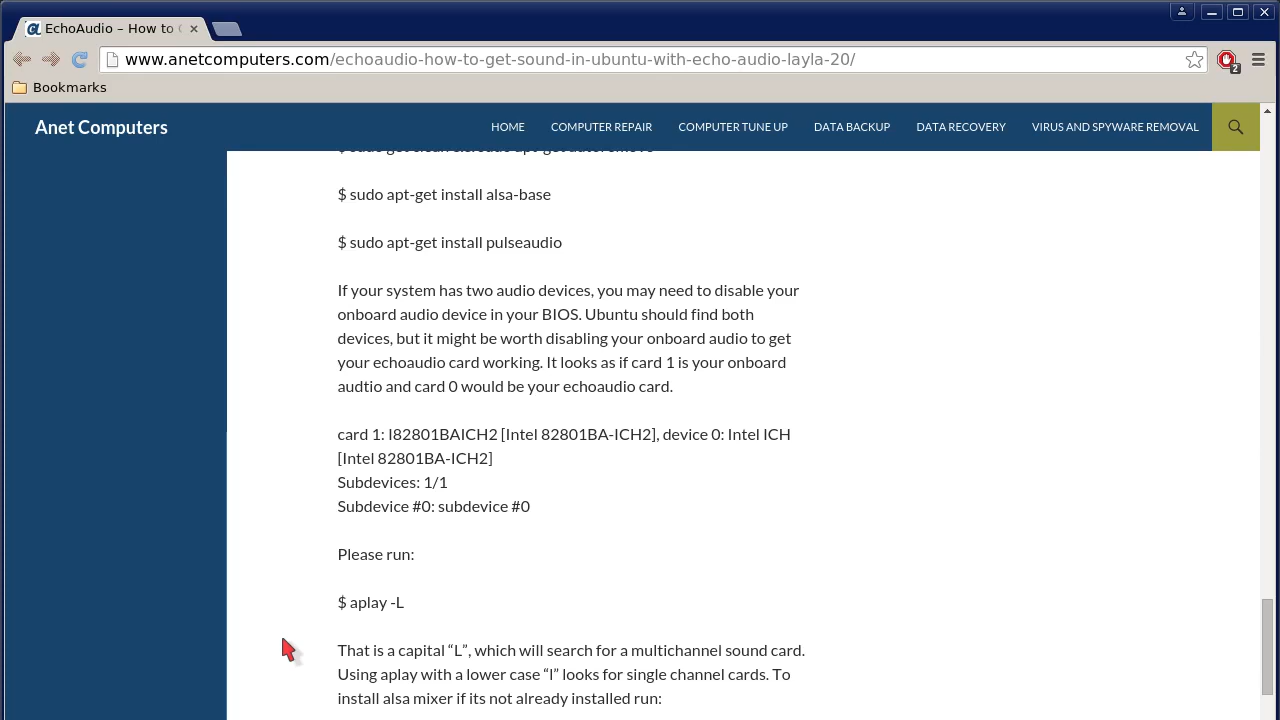 EchoAudio – How to
www.anetcomputers.com/echoaudio-how-to-get-sound-in-ubuntu-with-echo-audio-layla-20/
2
Bookmarks
Anet Computers
HOME
COMPUTER REPAIR
COMPUTER TUNE UP
DATA BACKUP
DATA RECOVERY
VIRUS AND SPYWARE REMOVAL
$ sudo apt-get install alsa-base
$ sudo apt-get install pulseaudio
If your system has two audio devices, you may need to disable your
onboard audio device in your BIOS. Ubuntu should find both
devices, but it might be worth disabling your onboard audio to get
your echoaudio card working. It looks as if card 1 is your onboard
audtio and card 0 would be your echoaudio card.
card 1: I82801BAICH2 [Intel 82801BA-ICH2], device 0: Intel ICH
[Intel 82801BA-ICH2]
Subdevices: 1/1
Subdevice #0: subdevice #0
Please run:
$ aplay -L
That is a capital “L”, which will search for a multichannel sound card.
Using aplay with a lower case “l” looks for single channel cards. To
install alsa mixer if its not already installed run: